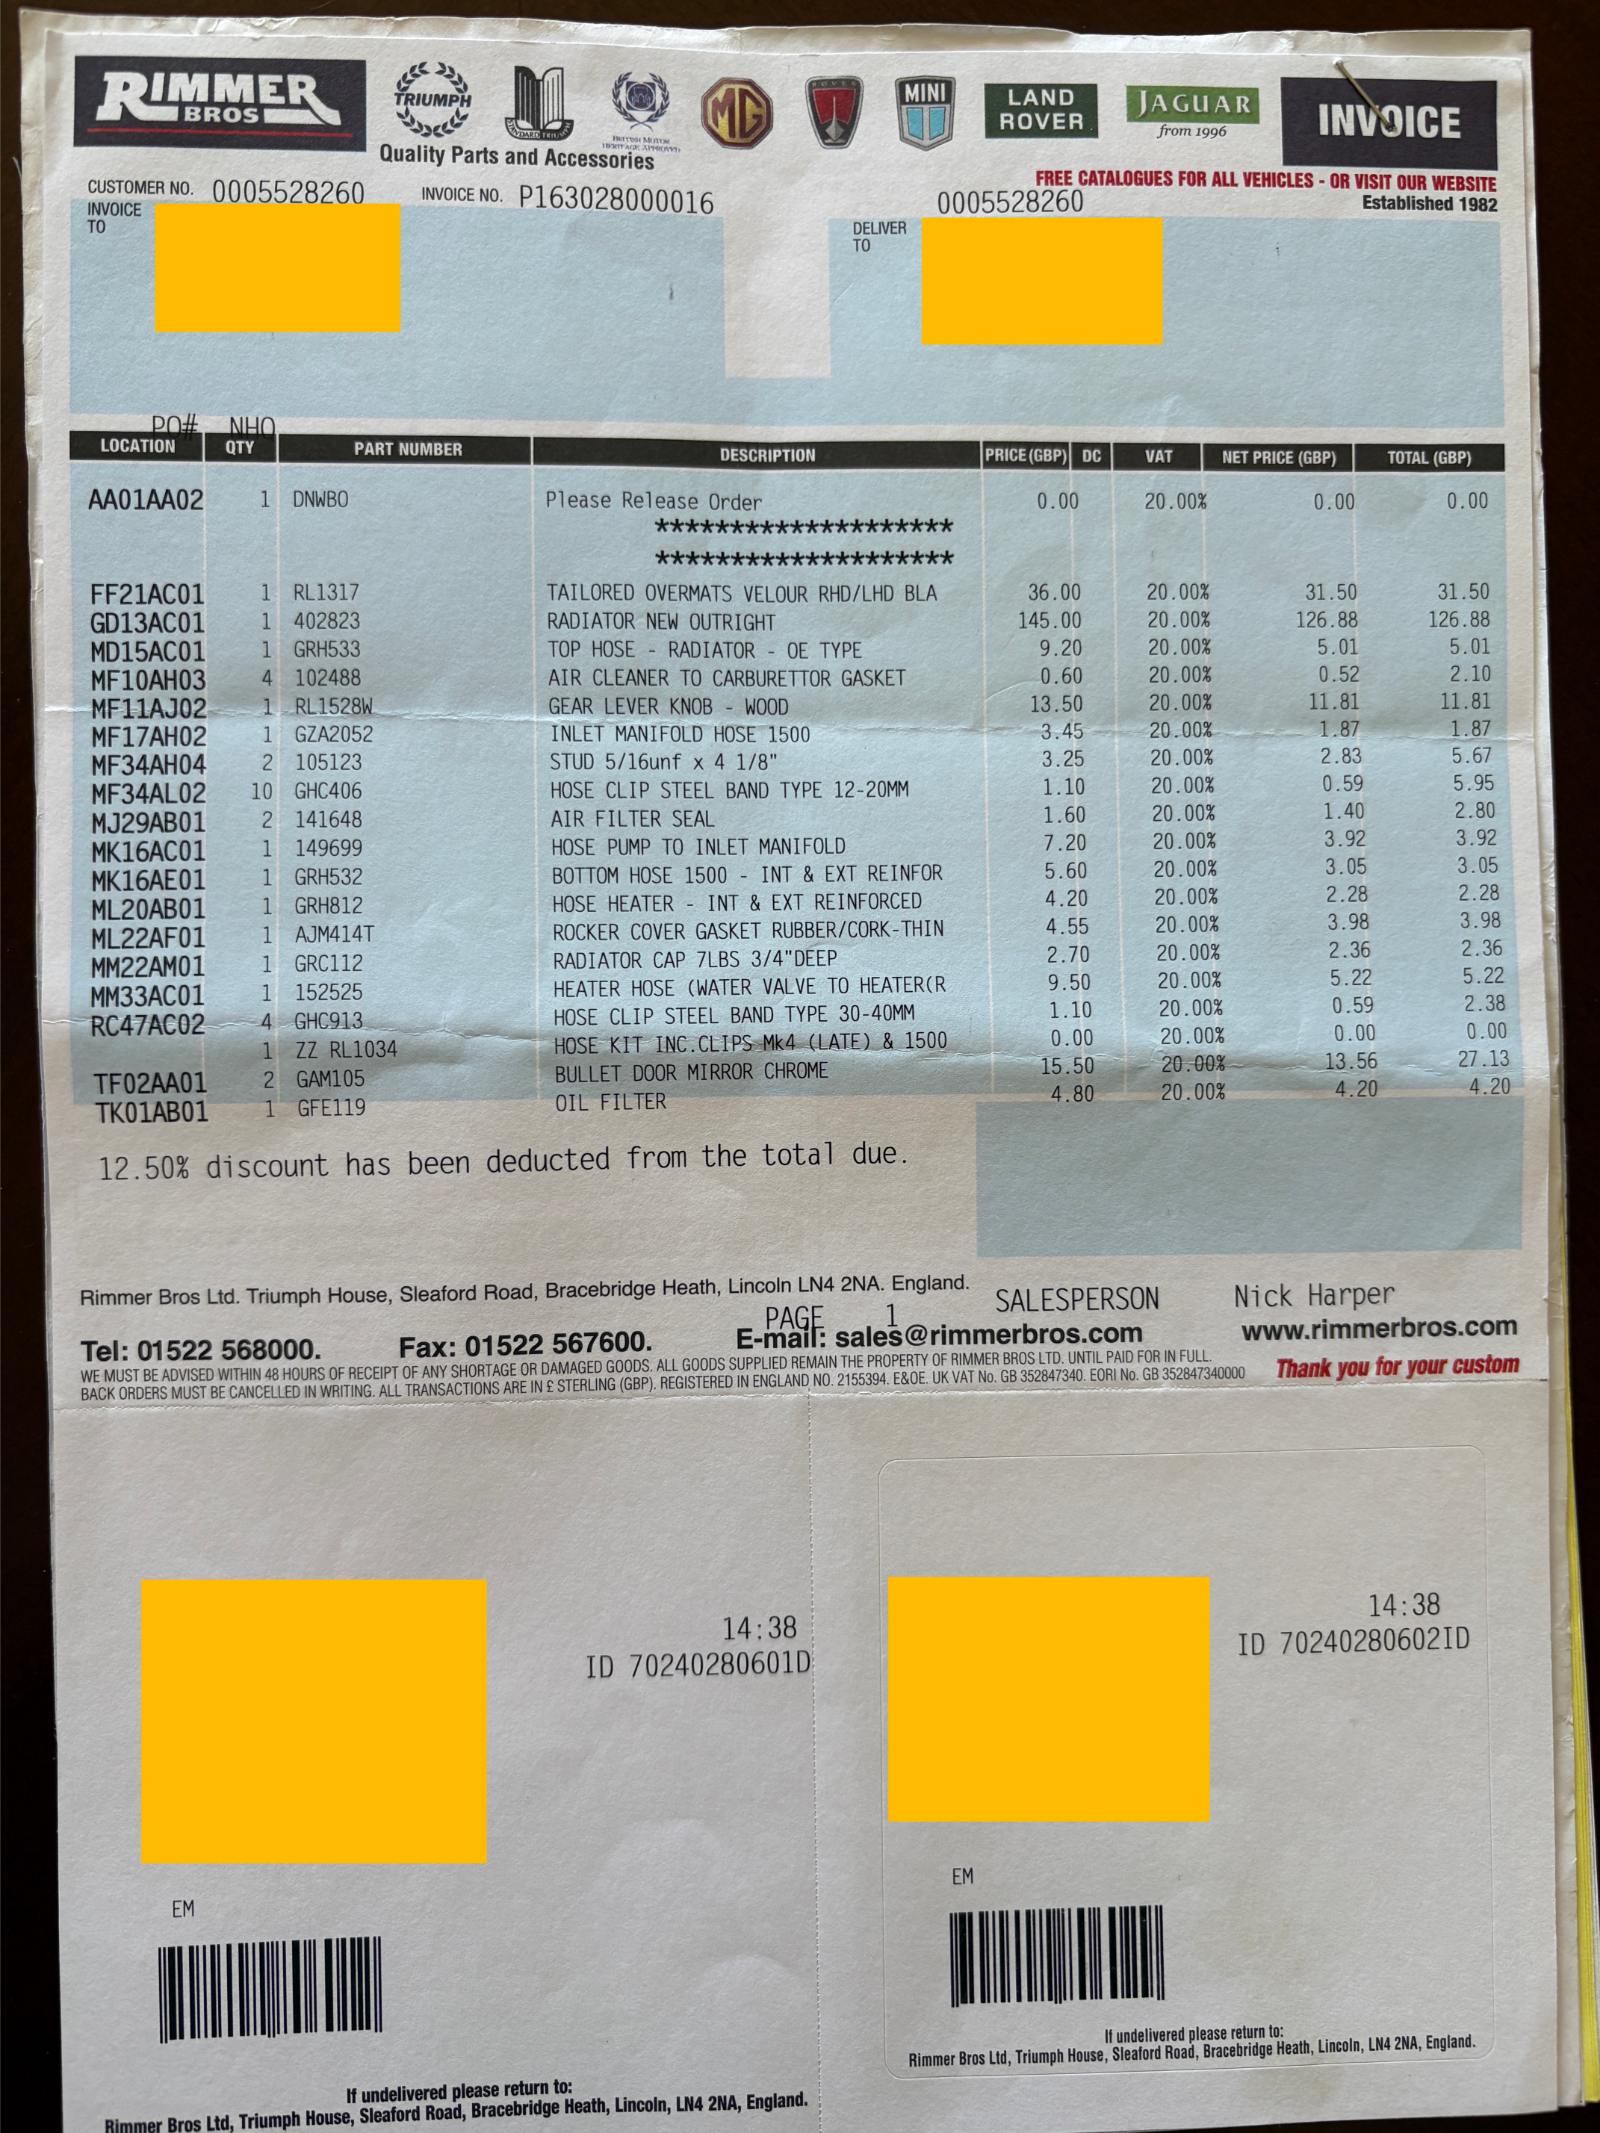 RIMMER BROS
TRIUMPH
STANDARD TRIUMPH
BRITISH MOTOR HERITAGE APPROVED
MG
ROVER
MINI
LAND ROVER
JAGUAR
from 1996
INVOICE
Quality Parts and Accessories
FREE CATALOGUES FOR ALL VEHICLES - OR VISIT OUR WEBSITE
Established 1982
CUSTOMER NO. 0005528260 INVOICE NO. P163028000016 0005528260
INVOICE TO
DELIVER TO
PO# NHQ
LOCATION QTY PART NUMBER DESCRIPTION PRICE (GBP) DC VAT NET PRICE (GBP) TOTAL (GBP)
AA01AA02 1 DNWBO Please Release Order 0.00 20.00% 0.00 0.00
********************
********************
FF21AC01 1 RL1317 TAILORED OVERMATS VELOUR RHD/LHD BLA 36.00 20.00% 31.50 31.50
GD13AC01 1 402823 RADIATOR NEW OUTRIGHT 145.00 20.00% 126.88 126.88
MD15AC01 1 GRH533 TOP HOSE - RADIATOR - OE TYPE 9.20 20.00% 5.01 5.01
MF10AH03 4 102488 AIR CLEANER TO CARBURETTOR GASKET 0.60 20.00% 0.52 2.10
MF11AJ02 1 RL1528W GEAR LEVER KNOB - WOOD 13.50 20.00% 11.81 11.81
MF17AH02 1 GZA2052 INLET MANIFOLD HOSE 1500 3.45 20.00% 1.87 1.87
MF34AH04 2 105123 STUD 5/16unf x 4 1/8" 3.25 20.00% 2.83 5.67
MF34AL02 10 GHC406 HOSE CLIP STEEL BAND TYPE 12-20MM 1.10 20.00% 0.59 5.95
MJ29AB01 2 141648 AIR FILTER SEAL 1.60 20.00% 1.40 2.80
MK16AC01 1 149699 HOSE PUMP TO INLET MANIFOLD 7.20 20.00% 3.92 3.92
MK16AE01 1 GRH532 BOTTOM HOSE 1500 - INT & EXT REINFOR 5.60 20.00% 3.05 3.05
ML20AB01 1 GRH812 HOSE HEATER - INT & EXT REINFORCED 4.20 20.00% 2.28 2.28
ML22AF01 1 AJM414T ROCKER COVER GASKET RUBBER/CORK-THIN 4.55 20.00% 3.98 3.98
MM22AM01 1 GRC112 RADIATOR CAP 7LBS 3/4"DEEP 2.70 20.00% 2.36 2.36
MM33AC01 1 152525 HEATER HOSE (WATER VALVE TO HEATER(R 9.50 20.00% 5.22 5.22
RC47AC02 4 GHC913 HOSE CLIP STEEL BAND TYPE 30-40MM 1.10 20.00% 0.59 2.38
1 ZZ RL1034 HOSE KIT INC.CLIPS Mk4 (LATE) & 1500 0.00 20.00% 0.00 0.00
TF02AA01 2 GAM105 BULLET DOOR MIRROR CHROME 15.50 20.00% 13.56 27.13
TK01AB01 1 GFE119 OIL FILTER 4.80 20.00% 4.20 4.20
12.50% discount has been deducted from the total due.
Rimmer Bros Ltd. Triumph House, Sleaford Road, Bracebridge Heath, Lincoln LN4 2NA. England.
SALESPERSON Nick Harper
PAGE 1
Tel: 01522 568000. Fax: 01522 567600. E-mail: sales@rimmerbros.com www.rimmerbros.com
WE MUST BE ADVISED WITHIN 48 HOURS OF RECEIPT OF ANY SHORTAGE OR DAMAGED GOODS. ALL GOODS SUPPLIED REMAIN THE PROPERTY OF RIMMER BROS LTD. UNTIL PAID FOR IN FULL.
BACK ORDERS MUST BE CANCELLED IN WRITING. ALL TRANSACTIONS ARE IN £ STERLING (GBP). REGISTERED IN ENGLAND NO. 2155394. E&OE. UK VAT No. GB 352847340. EORI No. GB 352847340000
Thank you for your custom
14:38
ID 70240280601D
EM
If undelivered please return to:
Rimmer Bros Ltd, Triumph House, Sleaford Road, Bracebridge Heath, Lincoln, LN4 2NA, England.
14:38
ID 70240280602ID
EM
If undelivered please return to:
Rimmer Bros Ltd, Triumph House, Sleaford Road, Bracebridge Heath, Lincoln, LN4 2NA, England.